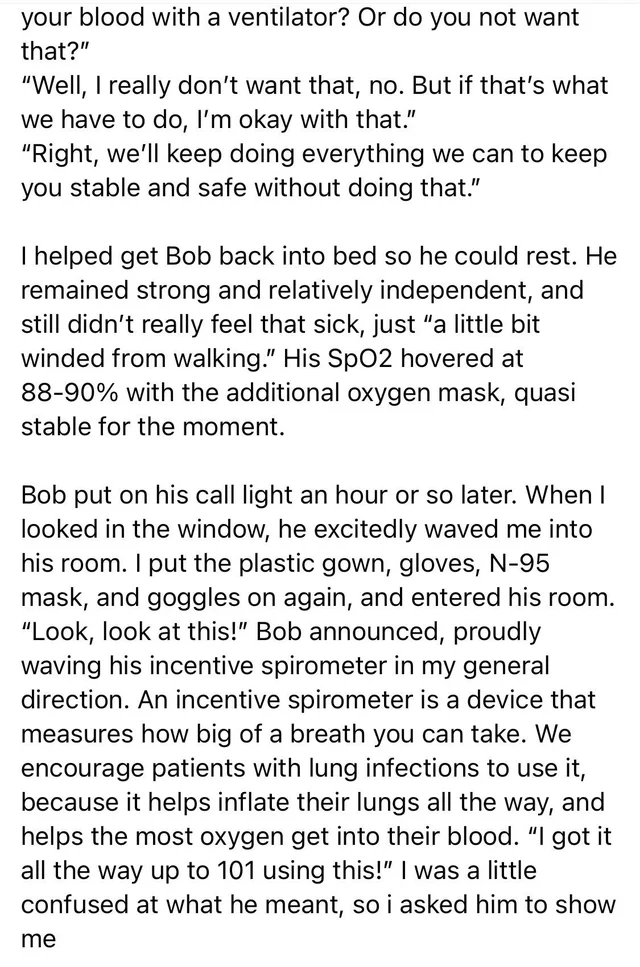 your blood with a ventilator? Or do you not want
that?”
“Well, I really don’t want that, no. But if that’s what
we have to do, I’m okay with that.”
“Right, we’ll keep doing everything we can to keep
you stable and safe without doing that.”
I helped get Bob back into bed so he could rest. He
remained strong and relatively independent, and
still didn’t really feel that sick, just “a little bit
winded from walking.” His SpO2 hovered at
88-90% with the additional oxygen mask, quasi
stable for the moment.
Bob put on his call light an hour or so later. When I
looked in the window, he excitedly waved me into
his room. I put the plastic gown, gloves, N-95
mask, and goggles on again, and entered his room.
“Look, look at this!” Bob announced, proudly
waving his incentive spirometer in my general
direction. An incentive spirometer is a device that
measures how big of a breath you can take. We
encourage patients with lung infections to use it,
because it helps inflate their lungs all the way, and
helps the most oxygen get into their blood. “I got it
all the way up to 101 using this!” I was a little
confused at what he meant, so i asked him to show
me